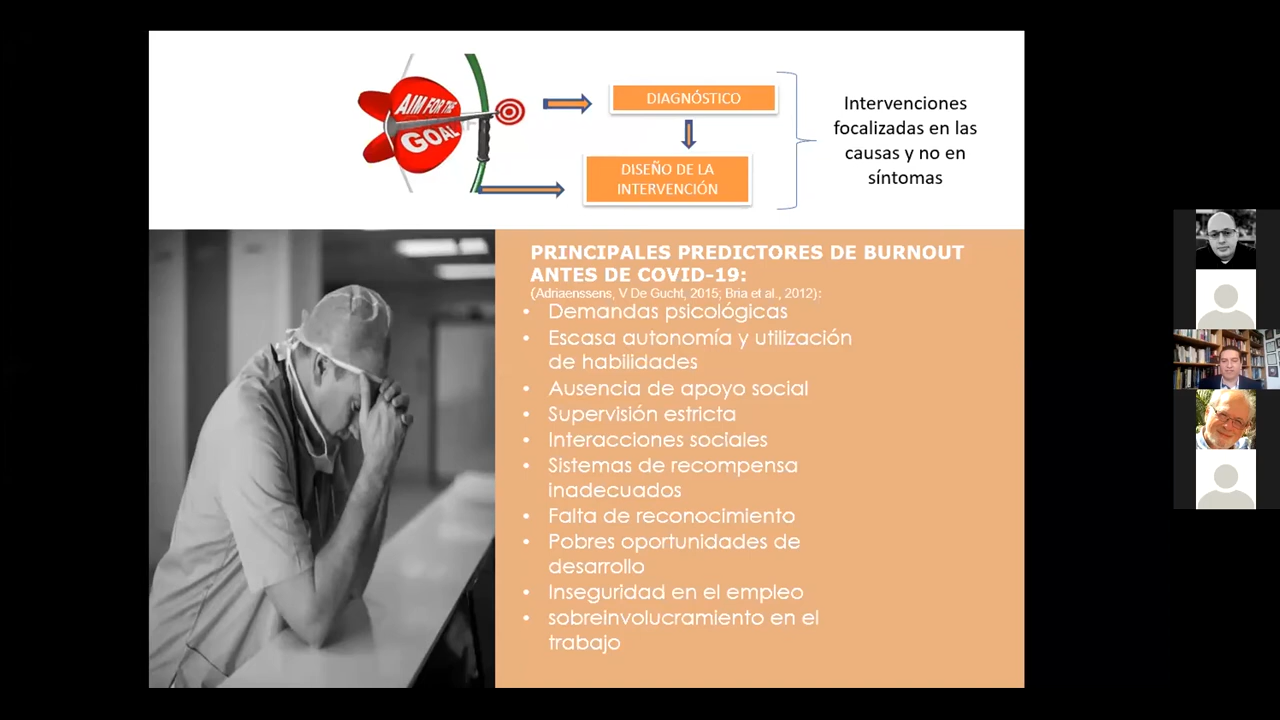 AIM FOR THE
GOAL
DIAGNÓSTICO
DISEÑO DE LA
INTERVENCIÓN
Intervenciones
focalizadas en las
causas y no en
síntomas
PRINCIPALES PREDICTORES DE BURNOUT
ANTES DE COVID-19:
(Adriaenssens, V De Gucht, 2015; Bria et al., 2012):
• Demandas psicológicas
• Escasa autonomía y utilización
de habilidades
• Ausencia de apoyo social
• Supervisión estricta
• Interacciones sociales
• Sistemas de recompensa
inadecuados
• Falta de reconocimiento
• Pobres oportunidades de
desarrollo
• Inseguridad en el empleo
• sobreinvolucramiento en el
trabajo